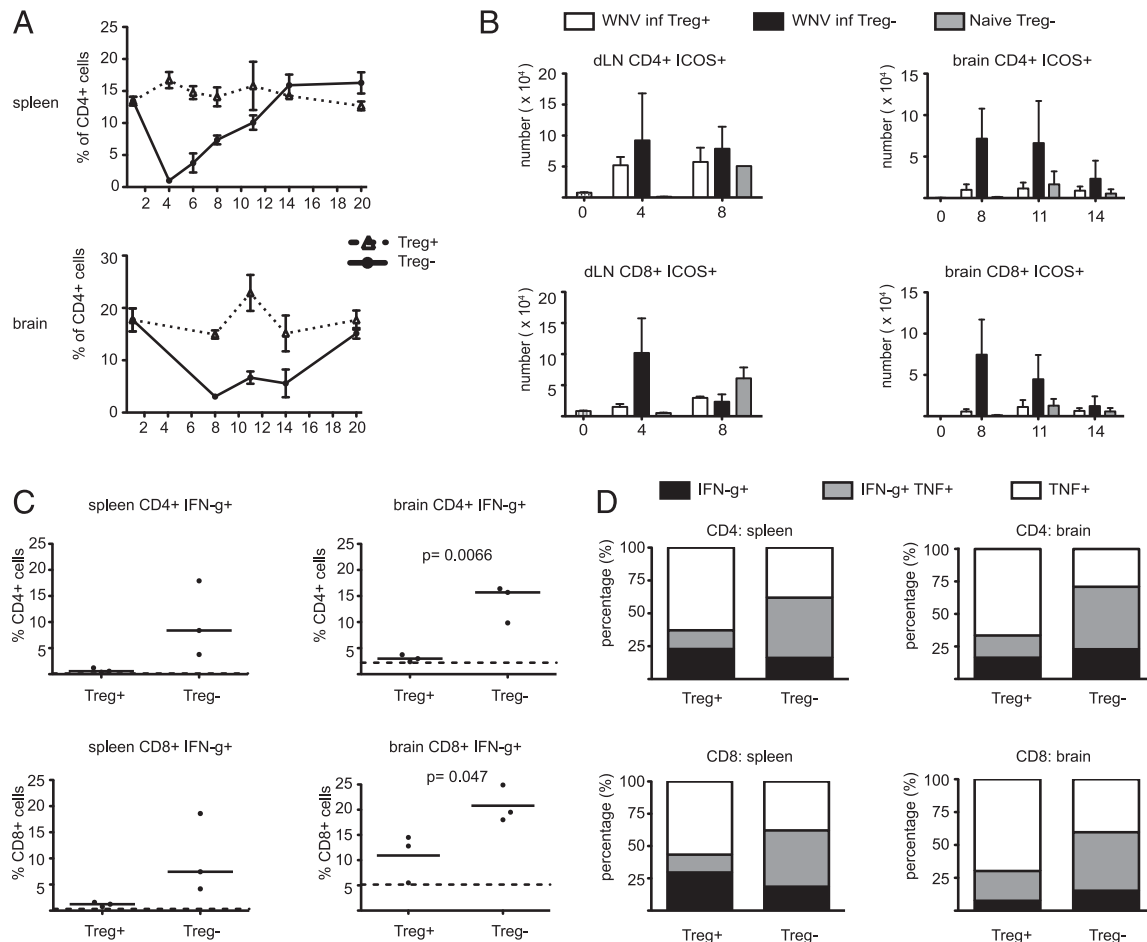 A
spleen
% of CD4+ cells
25
20
15
10
5
0
2 4 6 8 10 12 14 16 18 20
brain
% of CD4+ cells
30
20
10
0
2 4 6 8 10 12 14 16 18 20
Treg+
Treg-
B
WNV inf Treg+ WNV inf Treg- Naive Treg-
dLN CD4+ ICOS+
number ( x 10⁴)
20
15
10
5
0 4 8
brain CD4+ ICOS+
number ( x 10⁴)
15
10
5
0 8 11 14
dLN CD8+ ICOS+
number ( x 10⁴)
20
15
10
5
0 4 8
brain CD8+ ICOS+
number ( x 10⁴)
15
10
5
0 8 11 14
C
spleen CD4+ IFN-g+
% CD4+ cells
25
20
15
10
5
Treg+ Treg-
brain CD4+ IFN-g+
p= 0.0066
% CD4+ cells
25
20
15
10
5
Treg+ Treg-
spleen CD8+ IFN-g+
% CD8+ cells
25
20
15
10
5
Treg+ Treg-
brain CD8+ IFN-g+
p= 0.047
% CD8+ cells
25
20
15
10
5
Treg+ Treg-
D
IFN-g+ IFN-g+ TNF+ TNF+
CD4: spleen
percentage (%)
100
75
50
25
Treg+ Treg-
CD4: brain
percentage (%)
100
75
50
25
Treg+ Treg-
CD8: spleen
percentage (%)
100
75
50
25
Treg+ Treg-
CD8: brain
percentage (%)
100
75
50
25
Treg+ Treg-